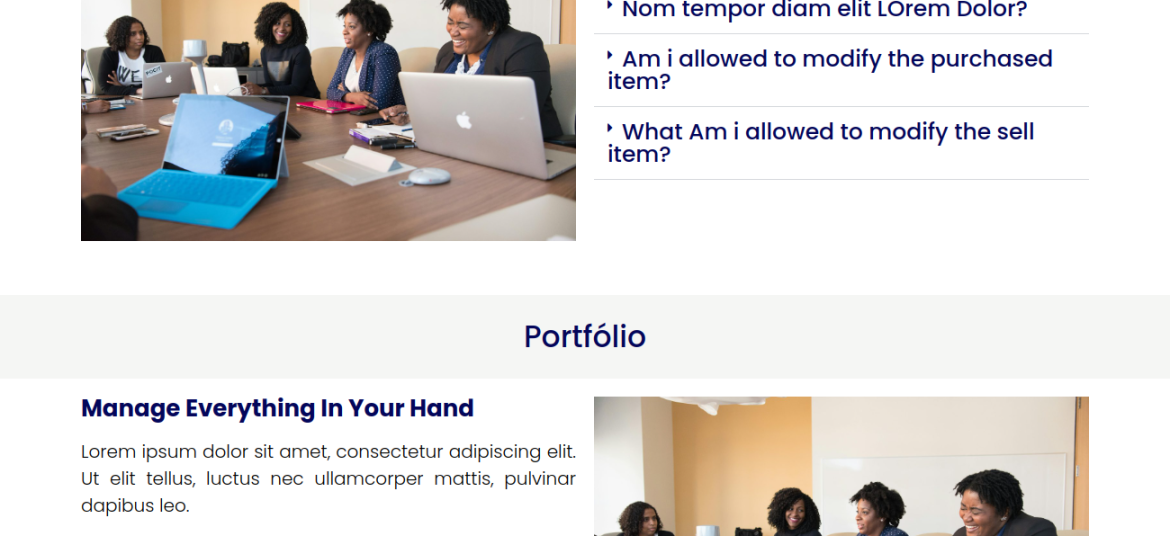 Nom tempor diam elit LOrem Dolor?
Am i allowed to modify the purchased
item?
What Am i allowed to modify the sell
item?
Portfólio
Manage Everything In Your Hand
Lorem ipsum dolor sit amet, consectetur adipiscing elit.
Ut elit tellus, luctus nec ullamcorper mattis, pulvinar
dapibus leo.